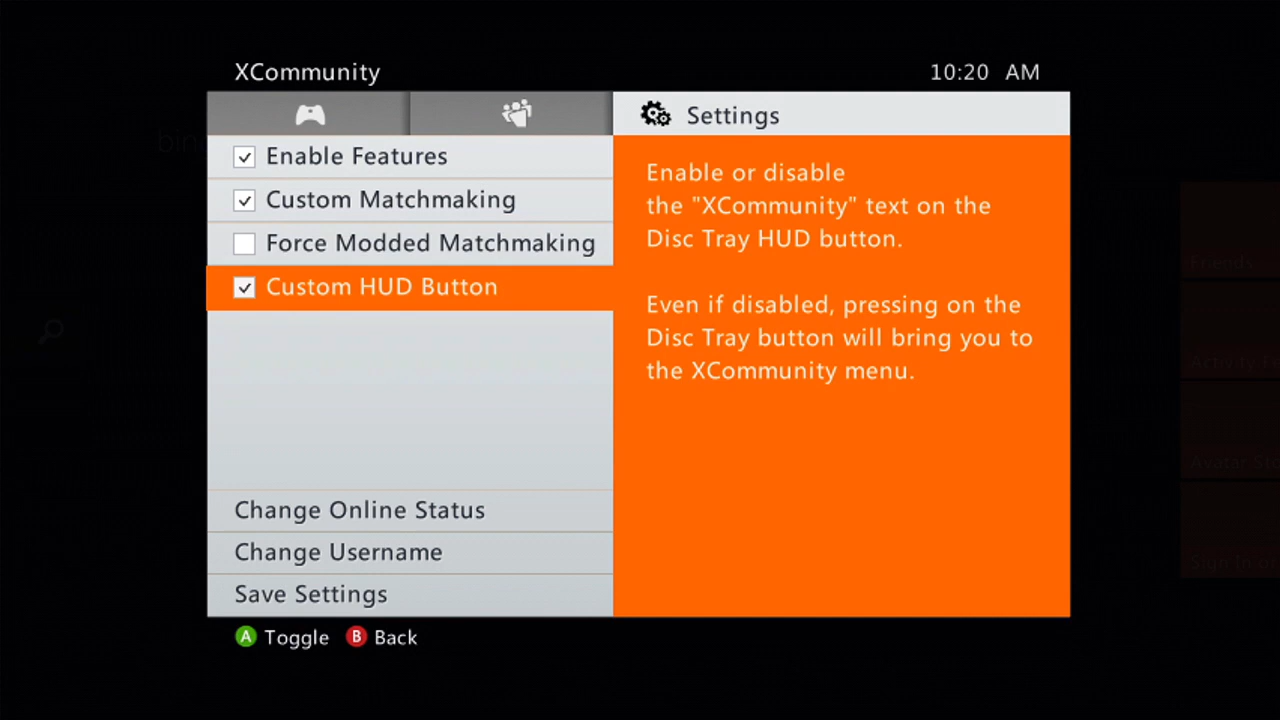 XCommunity
10:20 AM
Settings
Enable Features
Custom Matchmaking
Force Modded Matchmaking
Custom HUD Button
Change Online Status
Change Username
Save Settings
Enable or disable
the "XCommunity" text on the
Disc Tray HUD button.
Even if disabled, pressing on the
Disc Tray button will bring you to
the XCommunity menu.
A Toggle B Back
Friends